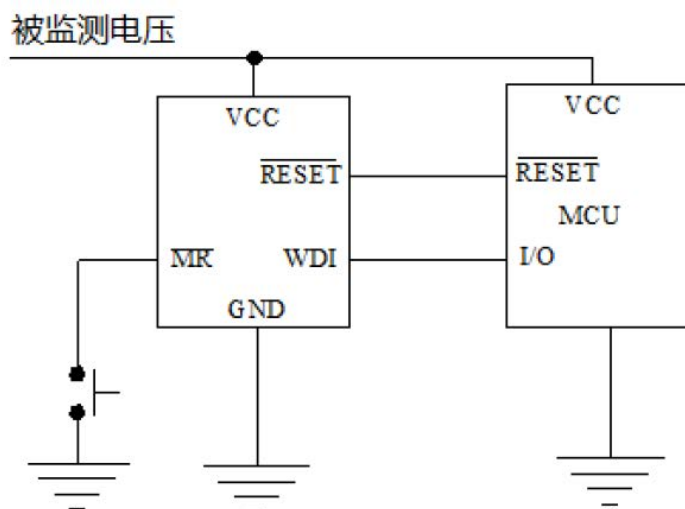 被监测电压
VCC
VCC
RESET
RESET
MCU
MR
WDI
I/O
GND